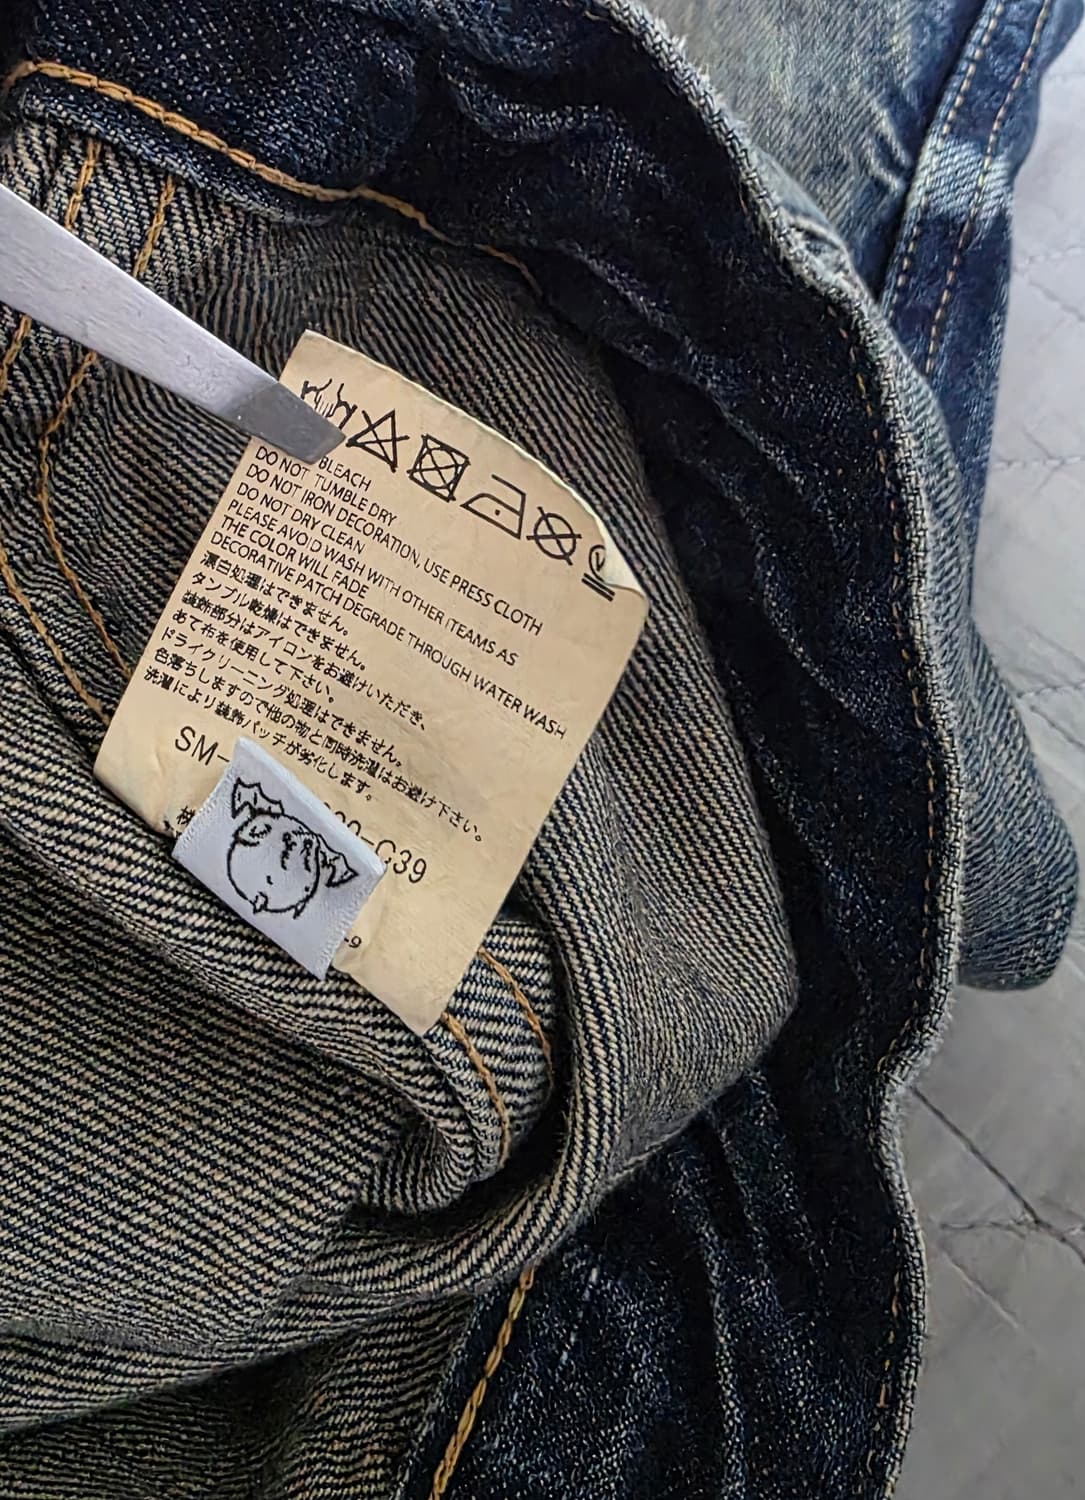 BLEACH
DO NOT TUMBLE DRY
DO NOT IRON DECORATION, USE PRESS CLOTH
DO NOT DRY CLEAN
PLEASE AVOID WASH WITH OTHER ITEAMS AS
THE COLOR WILL FADE
DECORATIVE PATCH DEGRADE THROUGH WATER WASH
漂白処理はできません。
タンブル乾燥はできません。
装飾部分はアイロンをお避けいただき、
あて布を使用して下さい。
ドライクリーニング処理はできません。
色落ちしますので他の物と同時洗濯はお避け下さい。
洗濯により装飾パッチが劣化します。
SM- -C39
株
-9